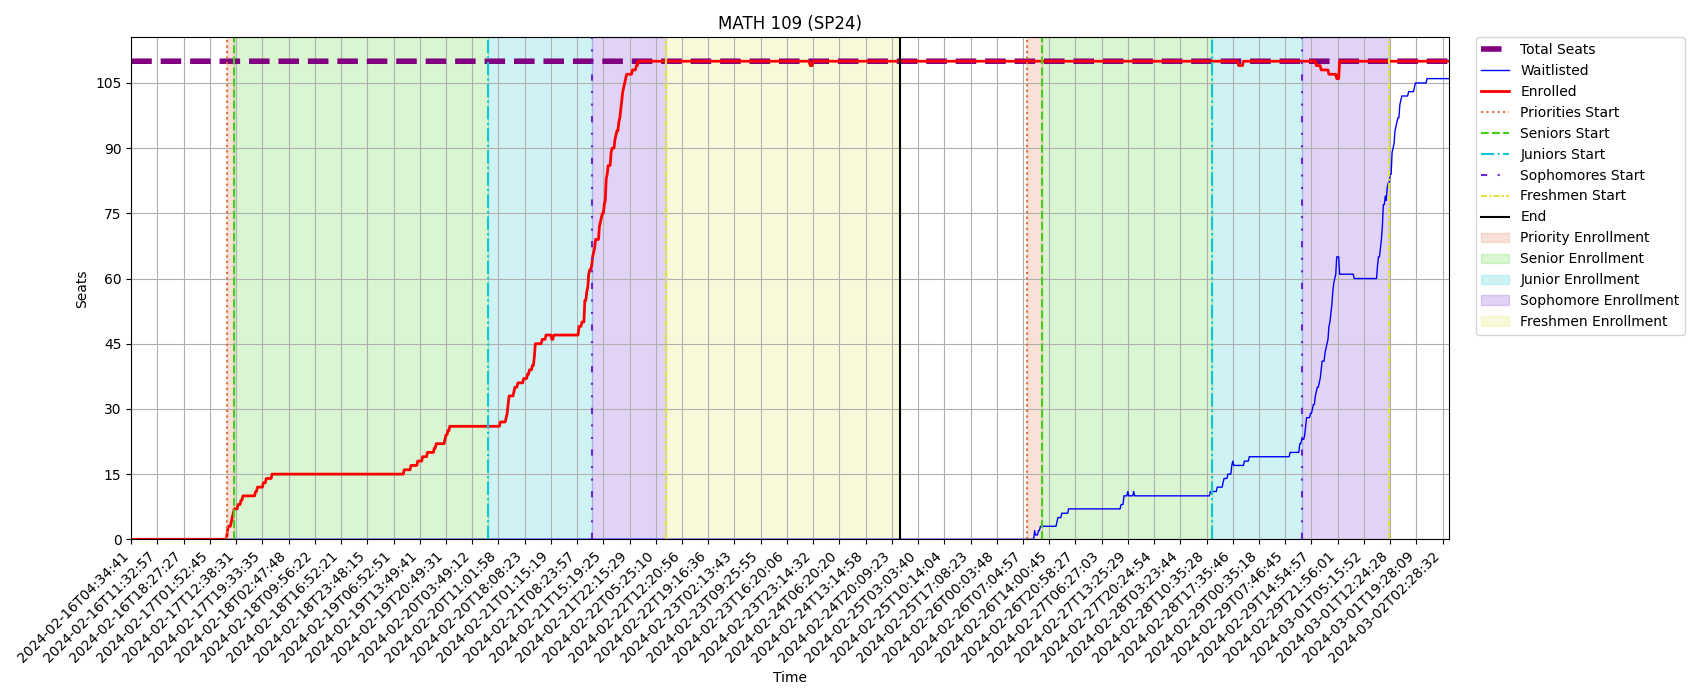 MATH 109 (SP24)
Seats
105
90
75
60
45
30
15
0
2024-02-16T04:34:41
2024-02-16T11:32:57
2024-02-16T18:27:27
2024-02-17T01:52:45
2024-02-17T12:38:31
2024-02-17T19:33:35
2024-02-18T02:47:48
2024-02-18T09:56:22
2024-02-18T16:52:21
2024-02-18T23:48:15
2024-02-19T06:52:51
2024-02-19T13:49:41
2024-02-19T20:49:31
2024-02-20T03:49:12
2024-02-20T11:01:58
2024-02-20T18:08:23
2024-02-21T01:15:19
2024-02-21T08:23:57
2024-02-21T15:19:25
2024-02-21T22:15:29
2024-02-22T05:25:10
2024-02-22T12:20:56
2024-02-22T19:16:36
2024-02-23T02:13:43
2024-02-23T09:25:55
2024-02-23T16:20:06
2024-02-23T23:14:32
2024-02-24T06:20:20
2024-02-24T13:14:58
2024-02-24T20:09:23
2024-02-25T03:03:40
2024-02-25T10:14:04
2024-02-25T17:08:23
2024-02-26T00:03:48
2024-02-26T07:04:57
2024-02-26T14:00:45
2024-02-26T20:58:27
2024-02-27T06:27:03
2024-02-27T13:25:29
2024-02-27T20:24:54
2024-02-28T03:23:44
2024-02-28T10:35:28
2024-02-28T17:35:46
2024-02-29T00:35:18
2024-02-29T07:46:45
2024-02-29T14:54:57
2024-02-29T21:56:01
2024-03-01T05:15:52
2024-03-01T12:24:28
2024-03-01T19:28:09
2024-03-02T02:28:32
Time
Total Seats
Waitlisted
Enrolled
Priorities Start
Seniors Start
Juniors Start
Sophomores Start
Freshmen Start
End
Priority Enrollment
Senior Enrollment
Junior Enrollment
Sophomore Enrollment
Freshmen Enrollment